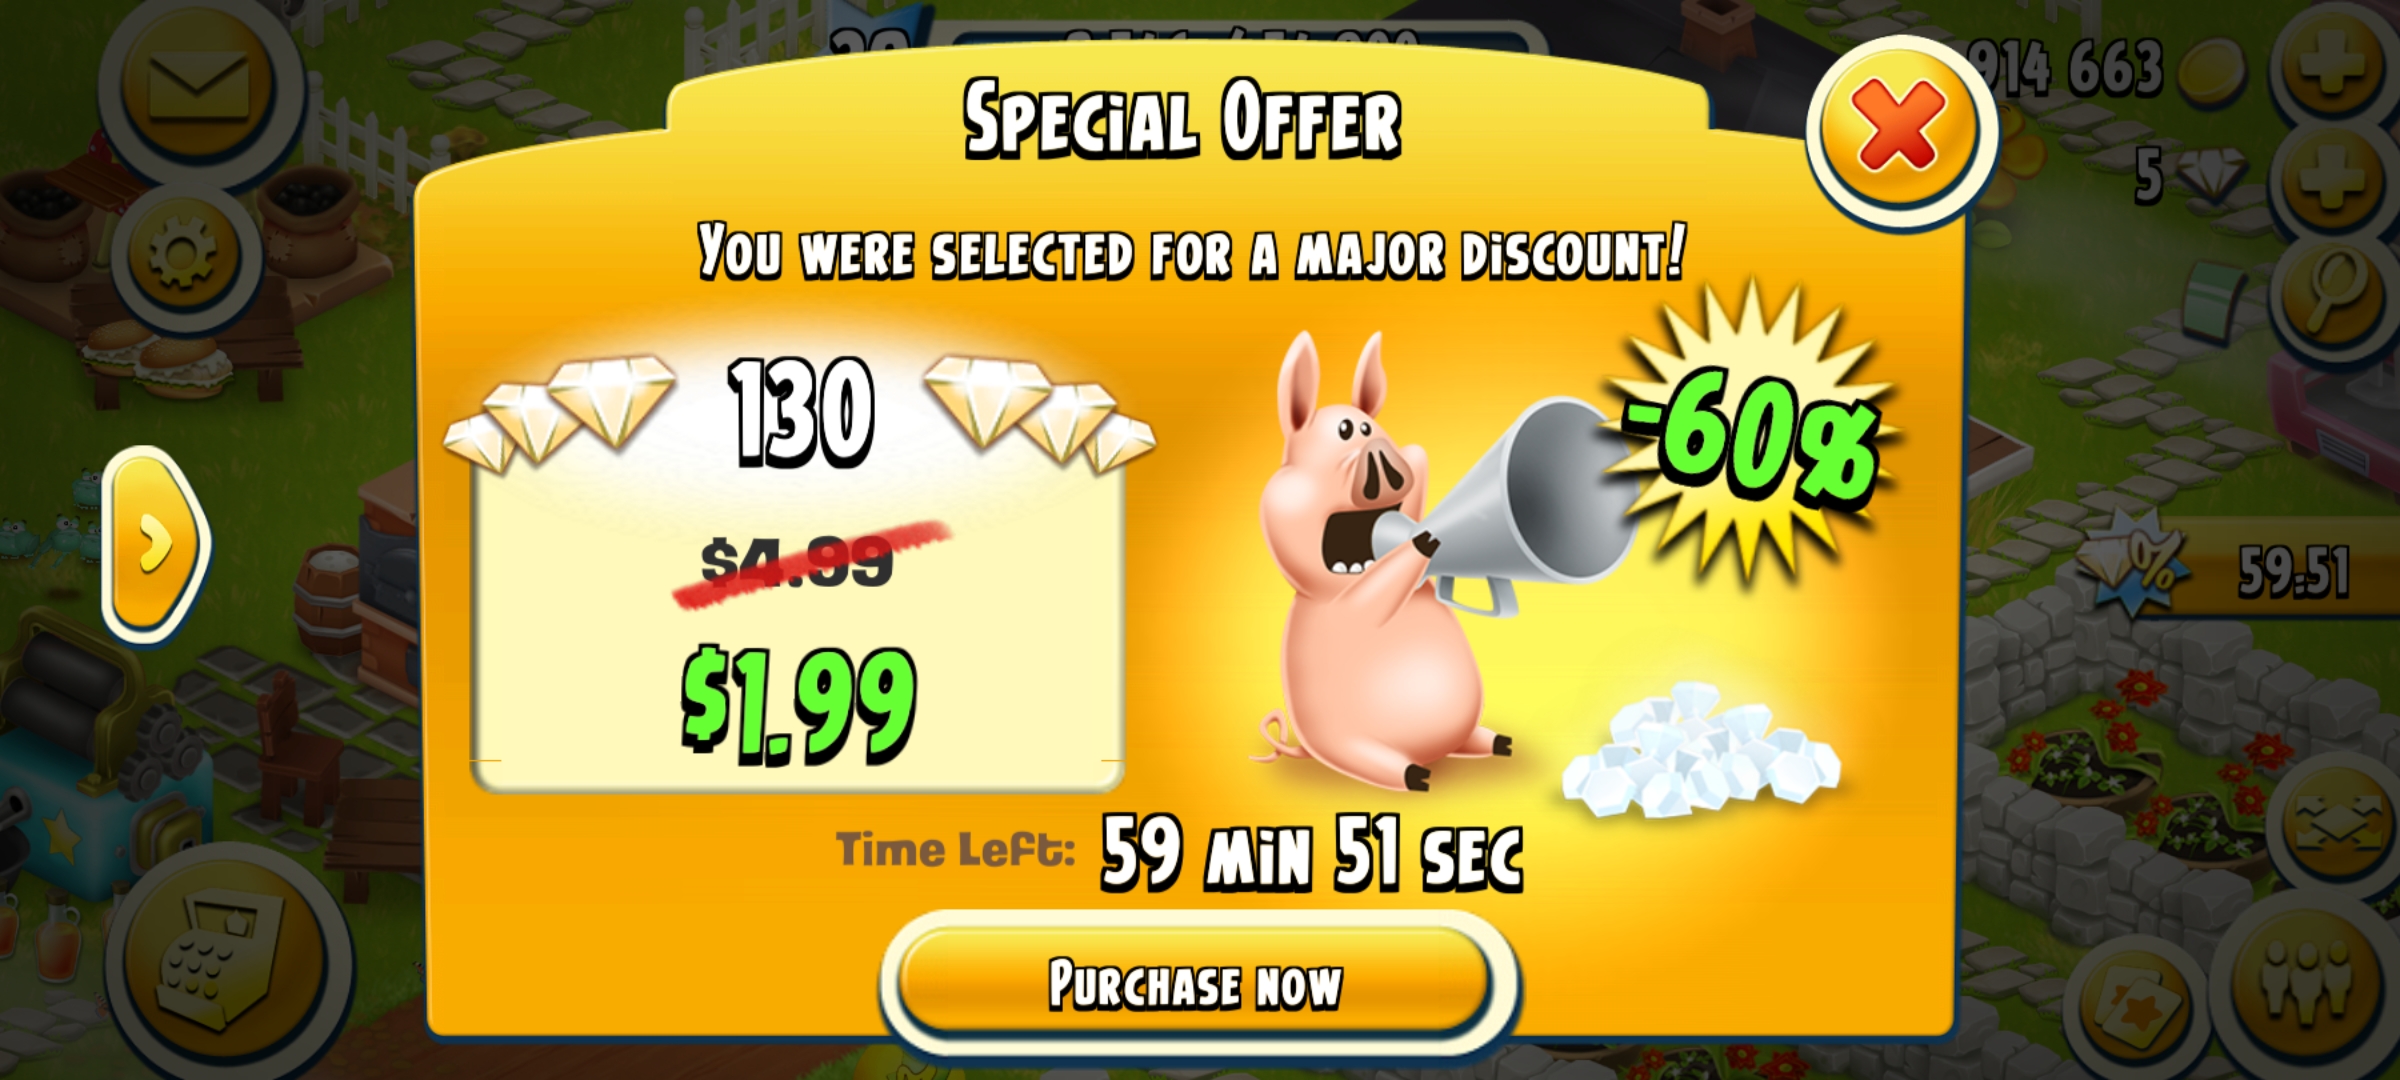 914 663
Special Offer
5
You were selected for a major discount!
130
-60%
$4.99
59:51
$1.99
Time Left: 59 min 51 sec
Purchase now